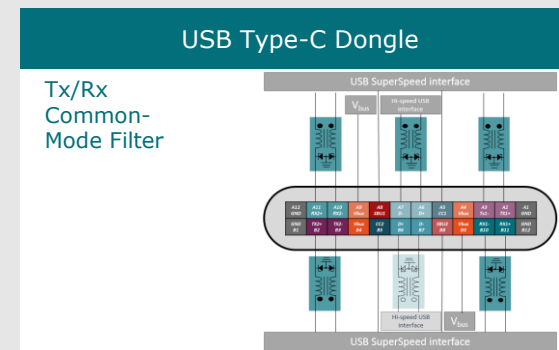 USB Type-C Dongle
Tx/Rx
Common-
Mode Filter
USB SuperSpeed interface
Vbus
Hi-speed USB
interface
A12 A11 A10 A9 A8 A7 A6 A5 A4 A3 A2 A1
GND RX2+ RX2- Vbus SBU1 D- D+ CC1 Vbus TX1- TX1+ GND
GND TX2+ TX2- Vbus CC2 D+ D- SBU2 Vbus RX1- RX1+ GND
B1 B2 B3 B4 B5 B6 B7 B8 B9 B10 B11 B12
Hi-speed USB
interface
Vbus
USB SuperSpeed interface